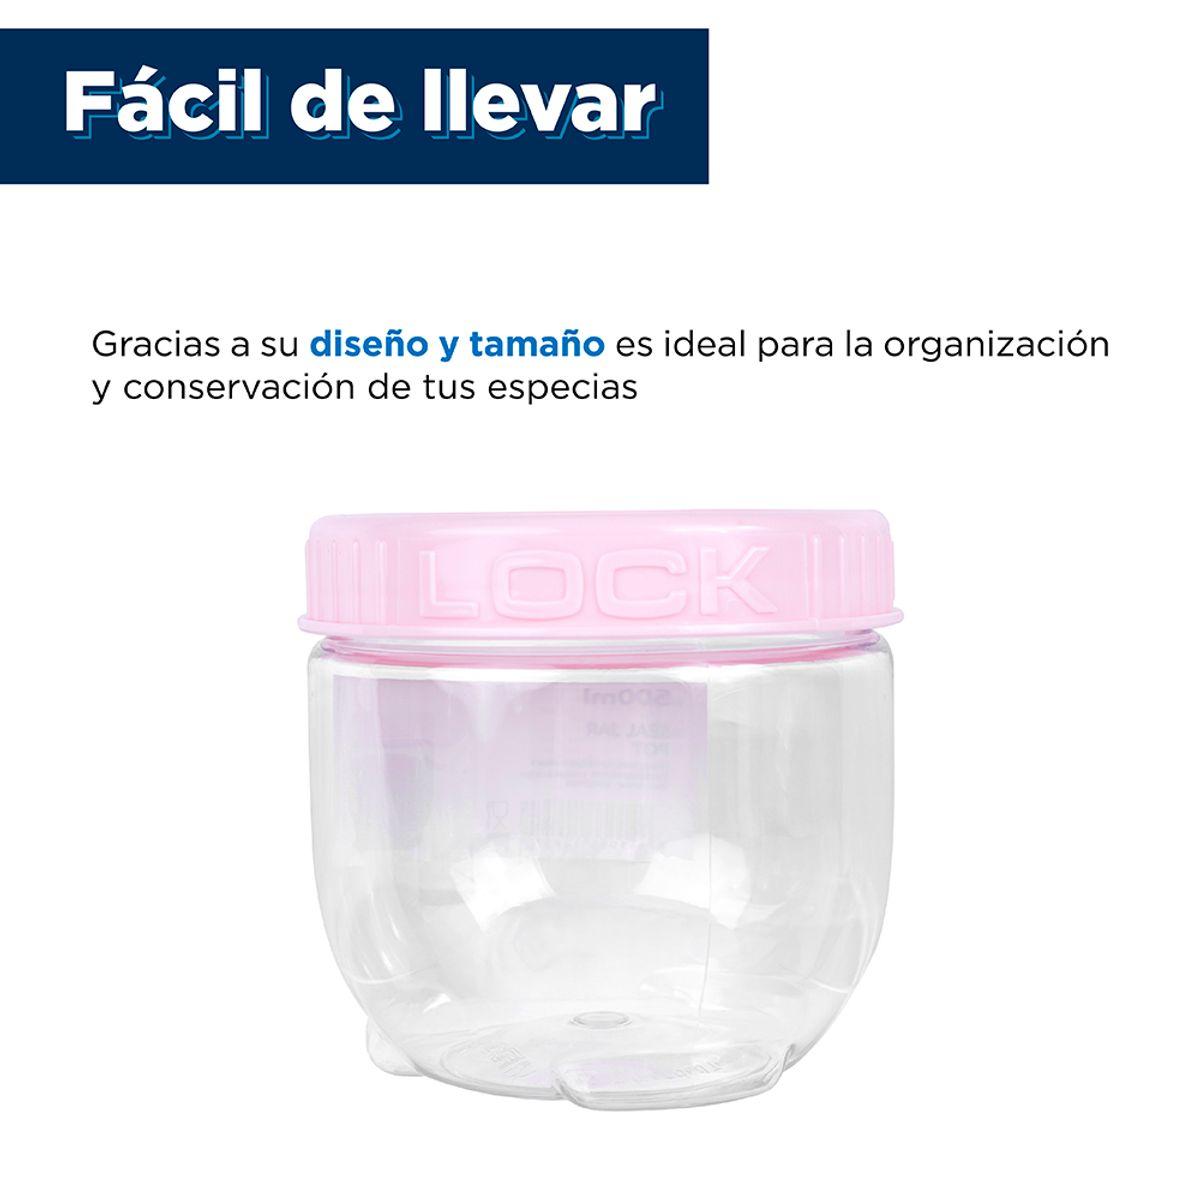 Fácil de llevar
Gracias a su diseño y tamaño es ideal para la organización
y conservación de tus especias
LOCK
500ml
SEAL JAR
POT